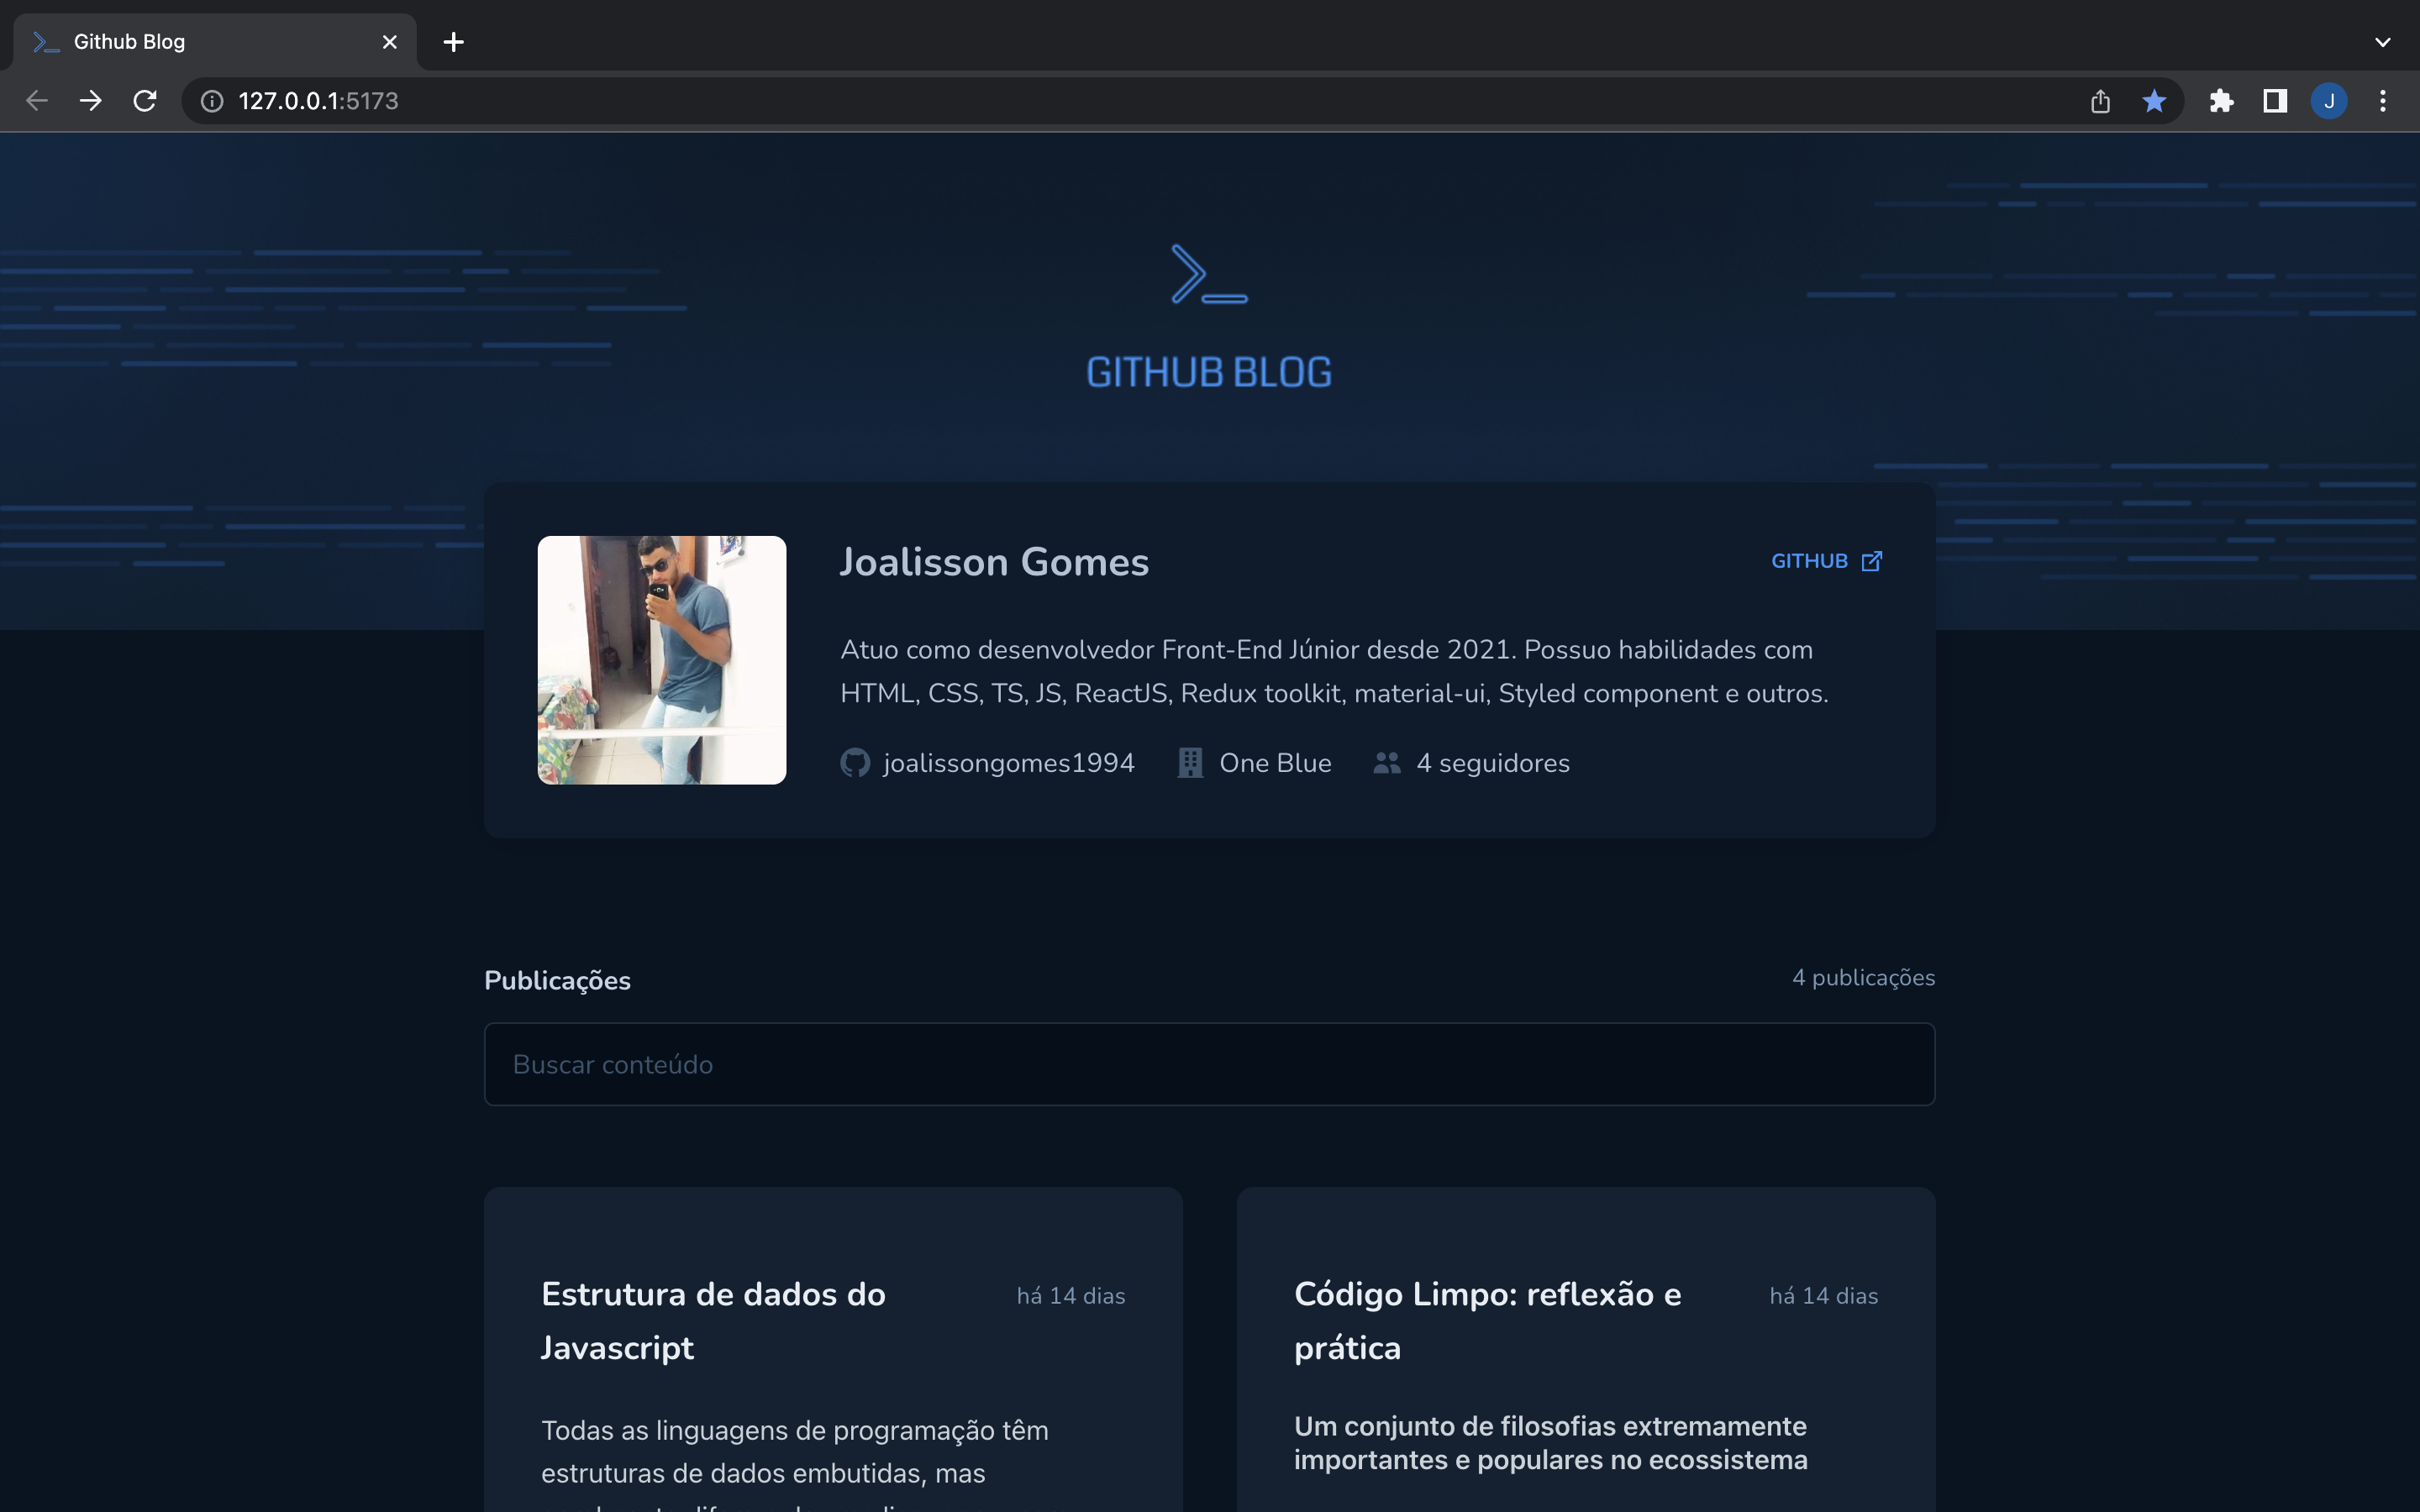 Github Blog
127.0.0.1:5173
J
GITHUB BLOG
Joalisson Gomes
GITHUB
Atuo como desenvolvedor Front-End Júnior desde 2021. Possuo habilidades com
HTML, CSS, TS, JS, ReactJS, Redux toolkit, material-ui, Styled component e outros.
joalissongomes1994 One Blue 4 seguidores
Publicações
4 publicações
Buscar conteúdo
Estrutura de dados do
Javascript
há 14 dias
Todas as linguagens de programação têm
estruturas de dados embutidas, mas
Código Limpo: reflexão e
prática
há 14 dias
Um conjunto de filosofias extremamente
importantes e populares no ecossistema